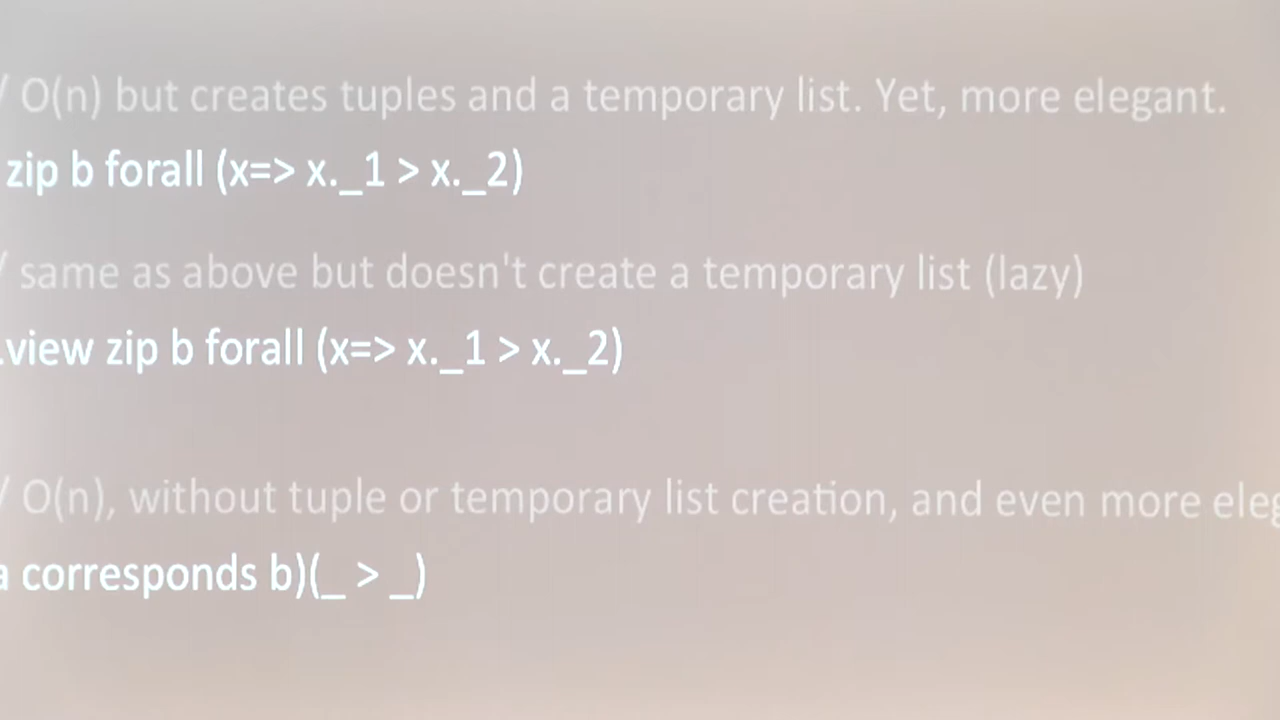 / O(n) but creates tuples and a temporary list. Yet, more elegant.
zip b forall (x=> x._1 > x._2)
/ same as above but doesn't create a temporary list (lazy)
.view zip b forall (x=> x._1 > x._2)
/ O(n), without tuple or temporary list creation, and even more eleg
a corresponds b)(_ > _)